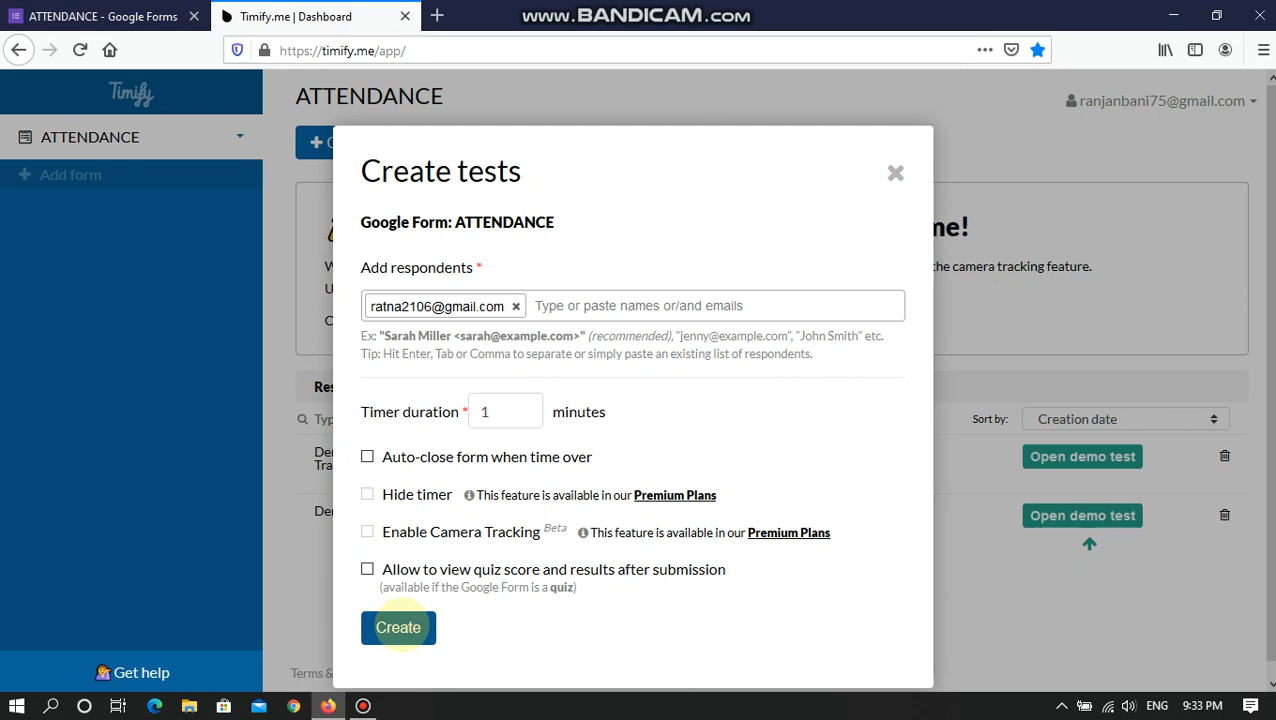 ATTENDANCE - Google Forms
Timify.me | Dashboard
www.BANDICAM.com
https://timify.me/app/
Timify
ATTENDANCE
ranjanbani75@gmail.com
ATTENDANCE
Add form
Create tests
Google Form: ATTENDANCE
me!
Add respondents *
the camera tracking feature.
ratna2106@gmail.com
Type or paste names or/and emails
Ex: "Sarah Miller <sarah@example.com>" (recommended), "jenny@example.com", "John Smith" etc.
Tip: Hit Enter, Tab or Comma to separate or simply paste an existing list of respondents.
Res
Timer duration * 1 minutes
Typ
Sort by: Creation date
Auto-close form when time over
Open demo test
Hide timer This feature is available in our Premium Plans
Enable Camera Tracking Beta This feature is available in our Premium Plans
Open demo test
Allow to view quiz score and results after submission
(available if the Google Form is a quiz)
Create
Get help
Terms &
ENG 9:33 PM